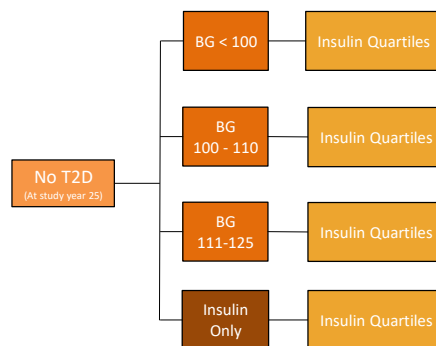 BG < 100
Insulin Quartiles
BG
100 - 110
Insulin Quartiles
No T2D
(At study year 25)
BG
111-125
Insulin Quartiles
Insulin
Only
Insulin Quartiles